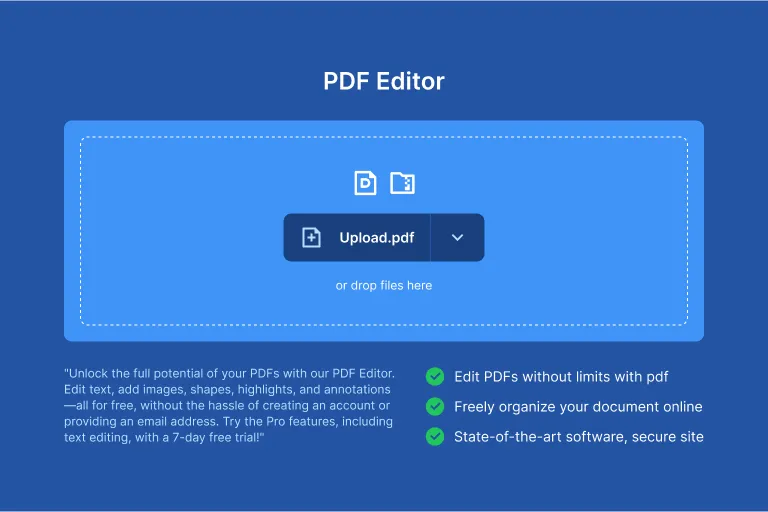 PDF Editor
Upload.pdf
or drop files here
"Unlock the full potential of your PDFs with our PDF Editor.
Edit text, add images, shapes, highlights, and annotations
—all for free, without the hassle of creating an account or
providing an email address. Try the Pro features, including
text editing, with a 7-day free trial!"
Edit PDFs without limits with pdf
Freely organize your document online
State-of-the-art software, secure site